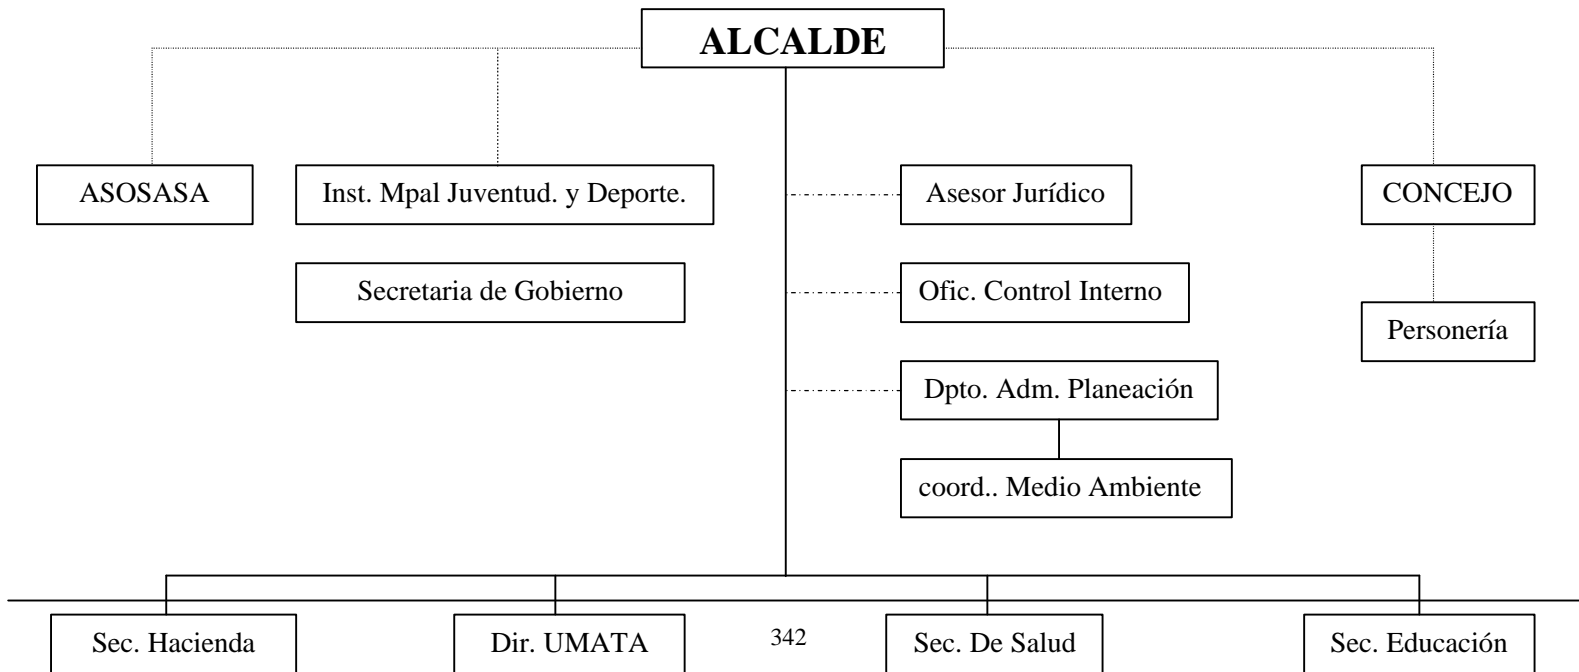 ALCALDE
ASOSASA
Inst. Mpal Juventud. y Deporte.
Asesor Jurídico
CONCEJO
Secretaria de Gobierno
Ofic. Control Interno
Personería
Dpto. Adm. Planeación
coord.. Medio Ambiente
Sec. Hacienda
Dir. UMATA
342
Sec. De Salud
Sec. Educación